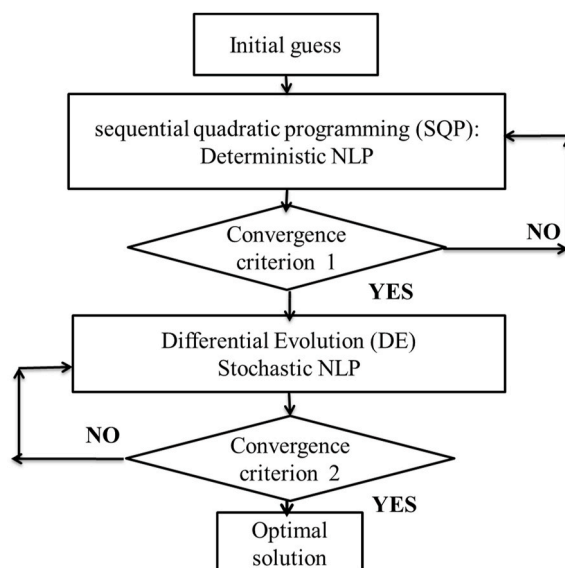 Initial guess
sequential quadratic programming (SQP):
Deterministic NLP
Convergence
criterion 1
NO
YES
Differential Evolution (DE)
Stochastic NLP
NO
Convergence
criterion 2
YES
Optimal
solution